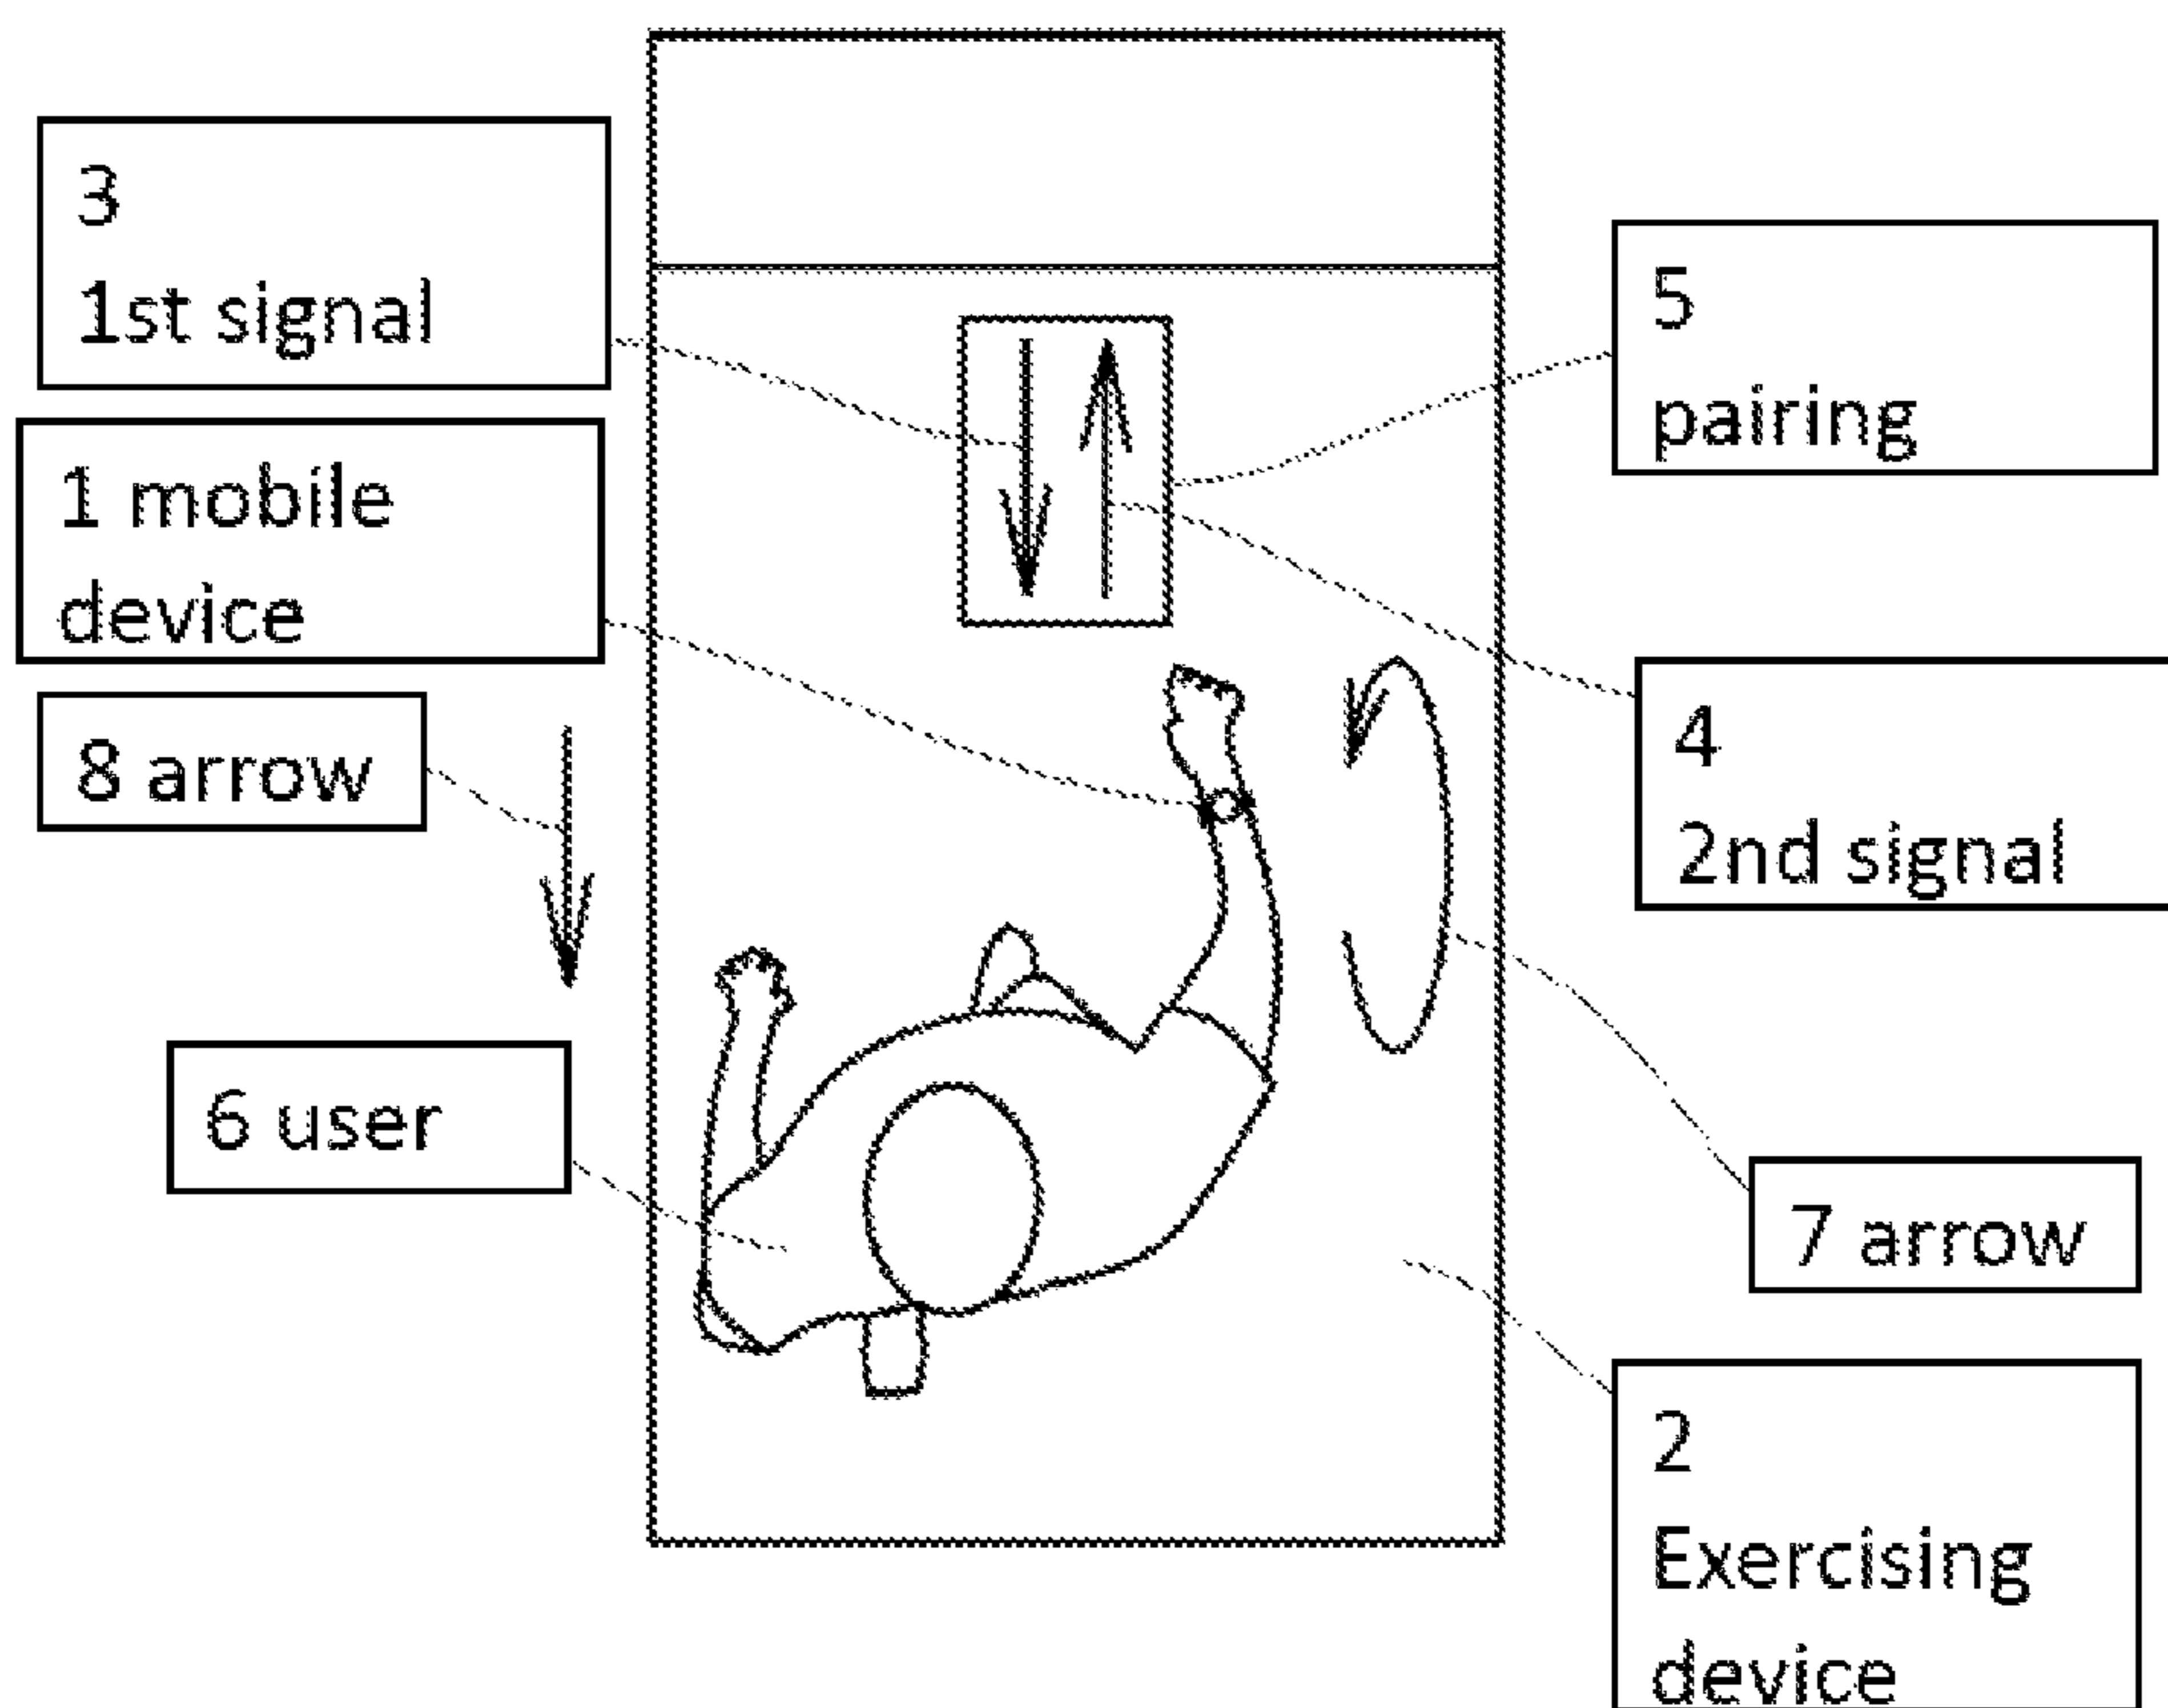 3
1st signal
1 mobile
device
8 arrow
6 user
5
pairing
4
2nd signal
7 arrow
2
Exercising
device